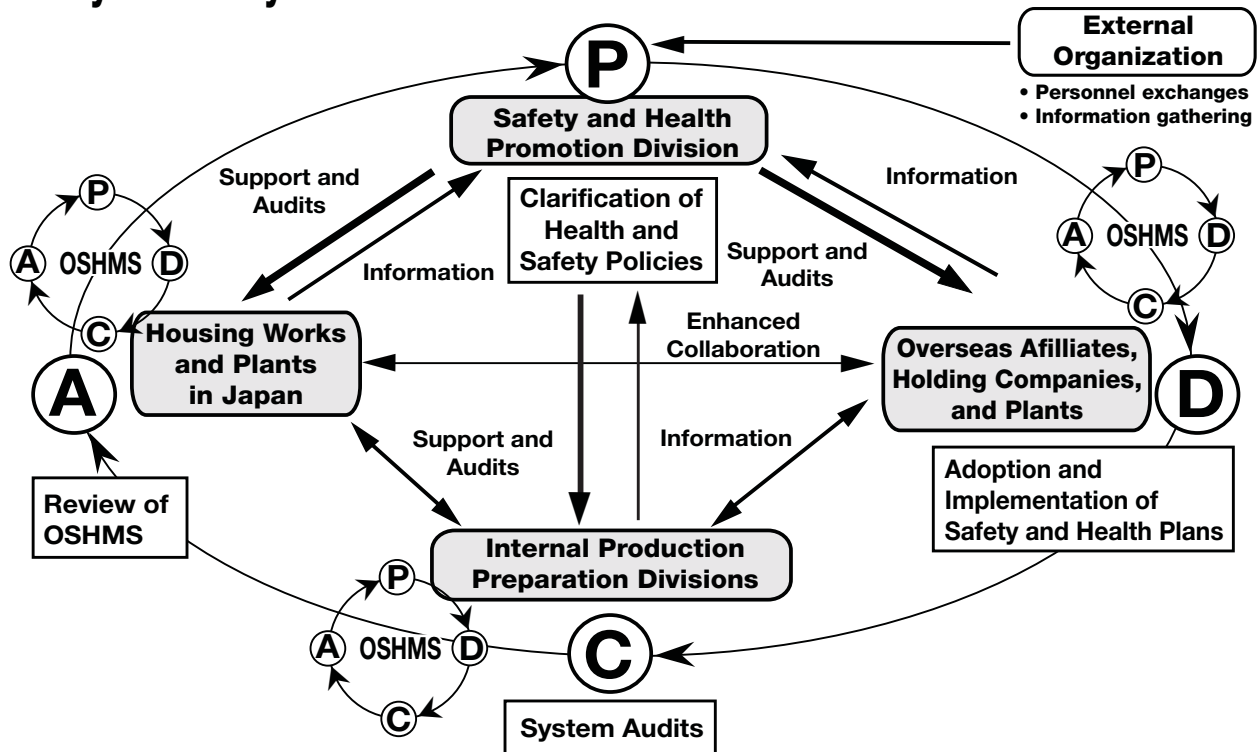 P
External
Organization
• Personnel exchanges
• Information gathering
Safety and Health
Promotion Division
Support and
Audits
Information
Clarification of
Health and
Safety Policies
Information
Support and
Audits
P
A OSHMS D
C
P
A OSHMS D
C
Enhanced
Collaboration
Housing Works
and Plants
in Japan
Overseas Afilliates,
Holding Companies,
and Plants
A
D
Support and
Audits
Information
Review of
OSHMS
Adoption and
Implementation of
Safety and Health Plans
Internal Production
Preparation Divisions
P
A OSHMS D
C
C
System Audits